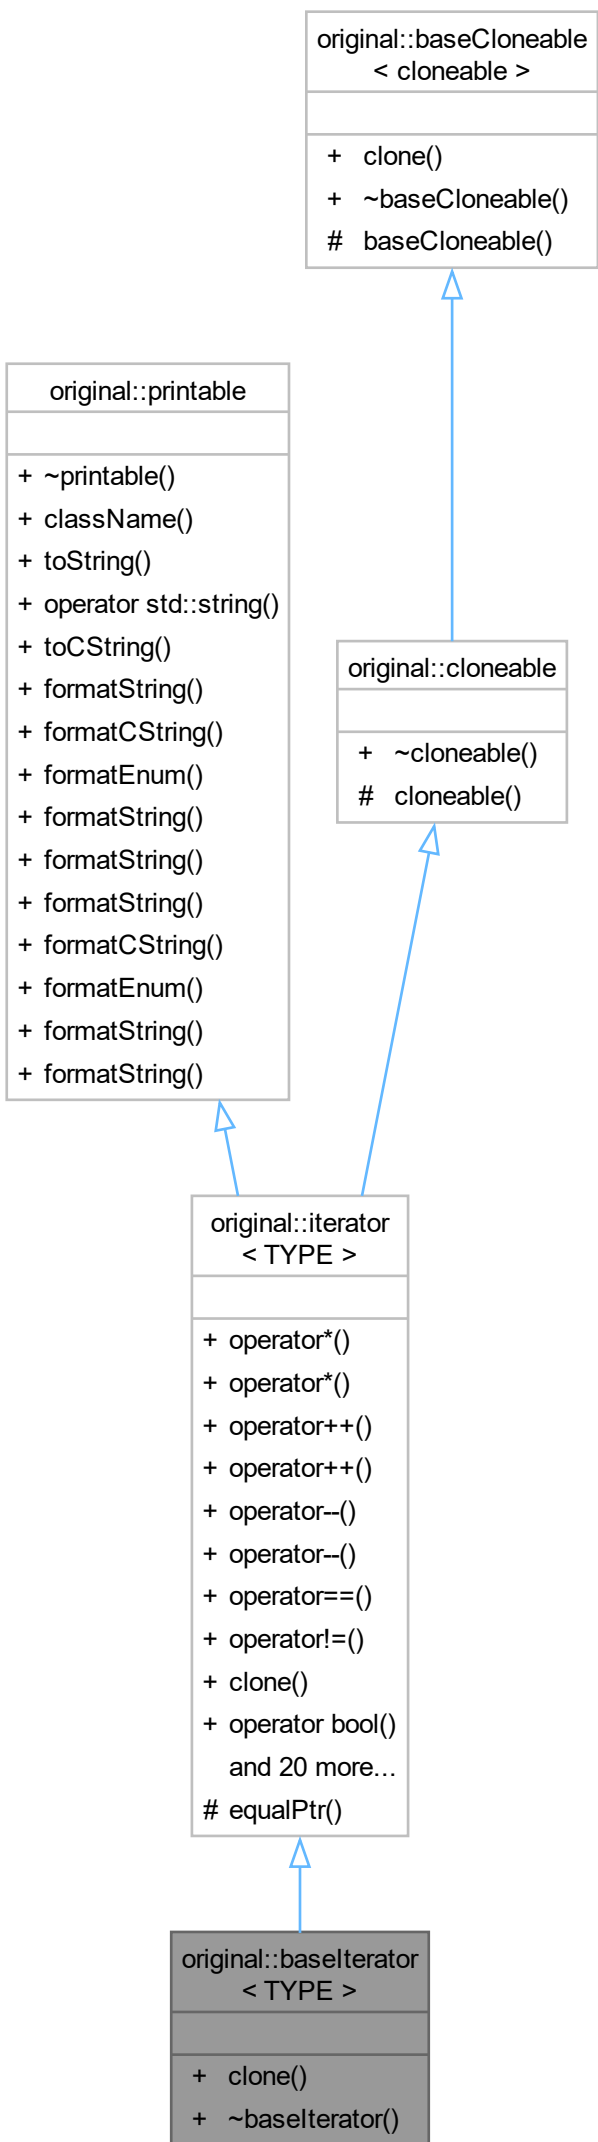 original::baseCloneable
< cloneable >
+ clone()
+ ~baseCloneable()
# baseCloneable()
original::printable
+ ~printable()
+ className()
+ toString()
+ operator std::string()
+ toCString()
+ formatString()
+ formatCString()
+ formatEnum()
+ formatString()
+ formatString()
+ formatString()
+ formatCString()
+ formatEnum()
+ formatString()
+ formatString()
original::cloneable
+ ~cloneable()
# cloneable()
original::iterator
< TYPE >
+ operator*()
+ operator*()
+ operator++()
+ operator++()
+ operator--()
+ operator--()
+ operator==()
+ operator!=()
+ clone()
+ operator bool()
and 20 more...
# equalPtr()
original::baseIterator
< TYPE >
+ clone()
+ ~baseIterator()